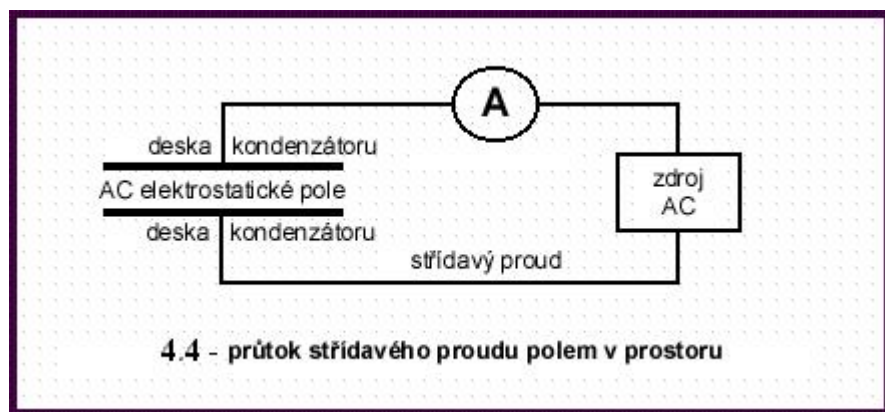 A
deska kondenzátoru
AC elektrostatické pole
deska kondenzátoru
zdroj
AC
střídavý proud
4.4 - průtok střídavého proudu polem v prostoru